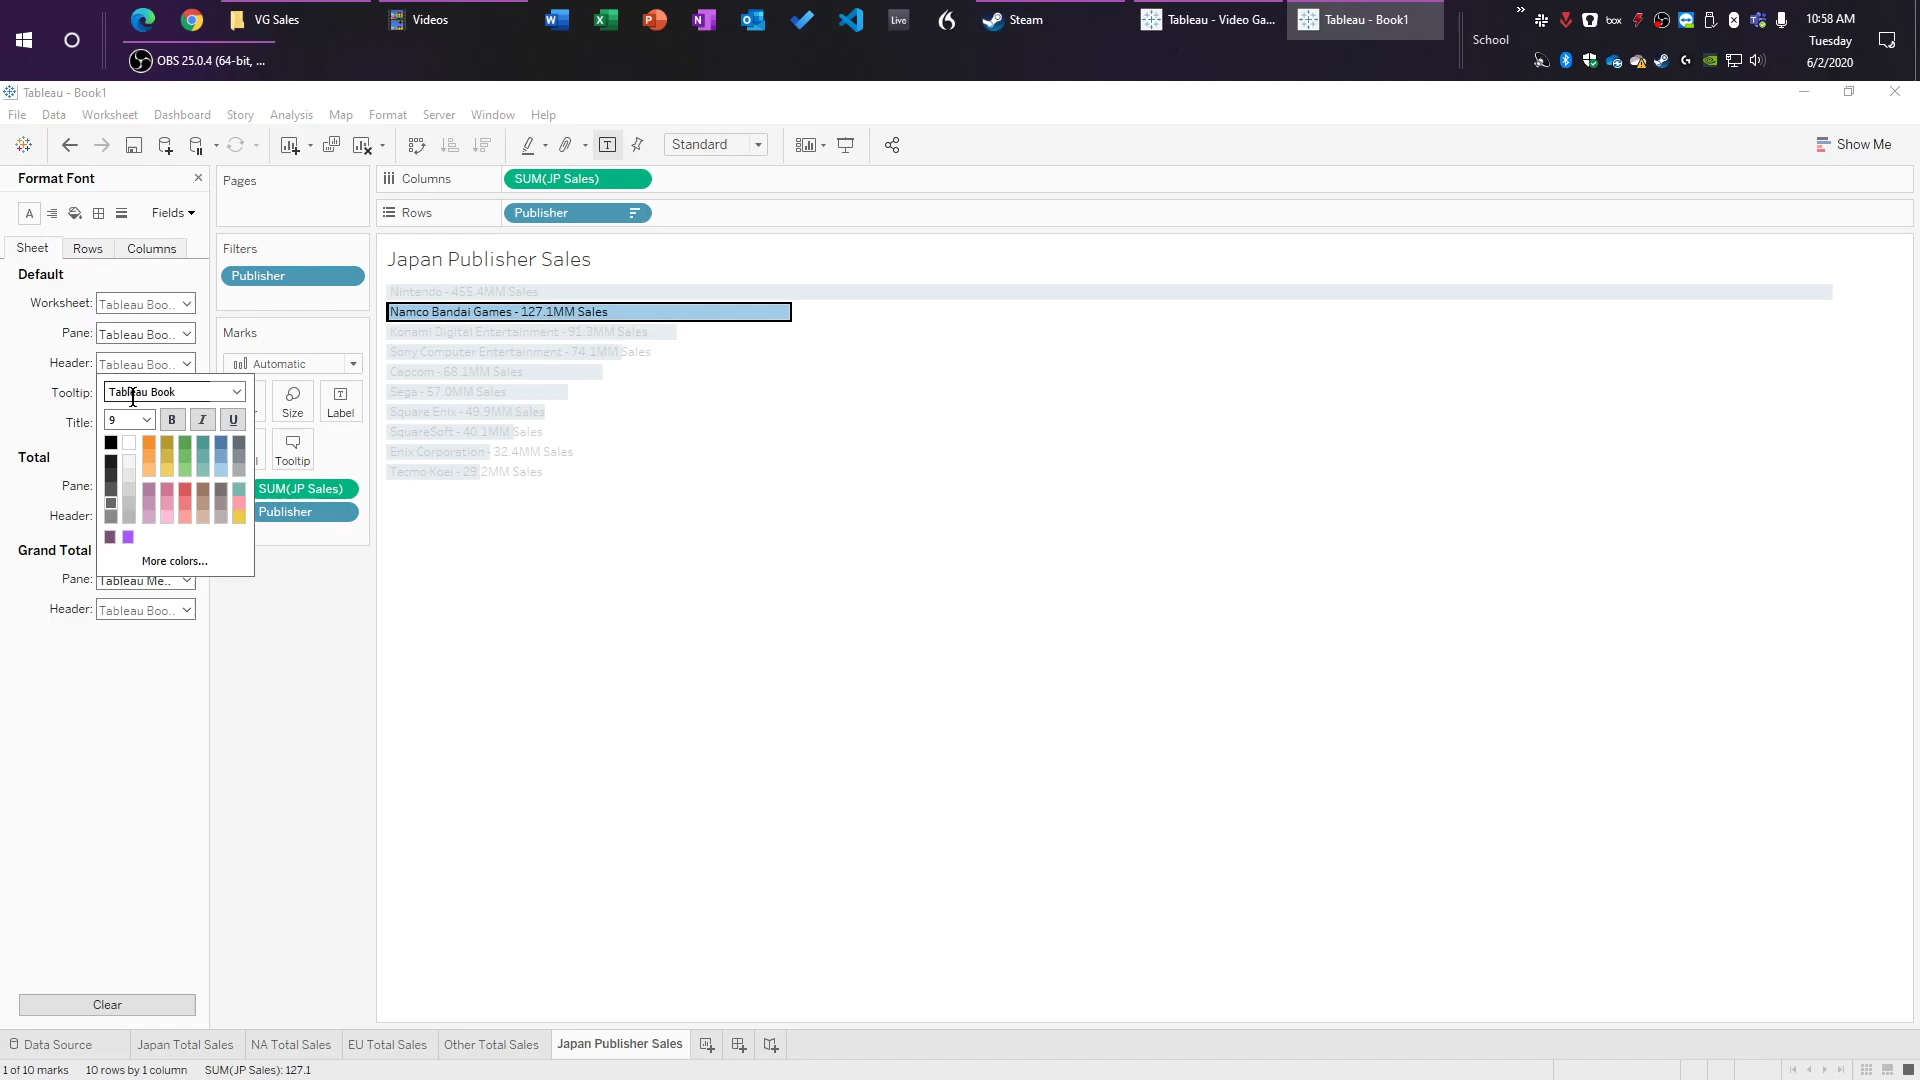 VG Sales
Videos
Live
Steam
Tableau - Video Ga...
Tableau - Book1
School
box
10:58 AM
Tuesday
6/2/2020
OBS 25.0.4 (64-bit, ...
Tableau - Book1
File Data Worksheet Dashboard Story Analysis Map Format Server Window Help
Standard
Show Me
Format Font
Fields
Sheet Rows Columns
Default
Worksheet: Tableau Boo..
Pane: Tableau Boo..
Header: Tableau Boo..
Tooltip: Tableau Book
Title: 9 B I U
Total
Pane:
Header:
More colors...
Grand Total
Pane: Tableau Me..
Header: Tableau Boo..
Clear
Pages
Filters
Publisher
Marks
Automatic
Size Label
Tooltip
SUM(JP Sales)
Publisher
Columns SUM(JP Sales)
Rows Publisher
Japan Publisher Sales
Nintendo - 455.4MM Sales
Namco Bandai Games - 127.1MM Sales
Konami Digital Entertainment - 91.3MM Sales
Sony Computer Entertainment - 74.1MM Sales
Capcom - 68.1MM Sales
Sega - 57.0MM Sales
Square Enix - 49.9MM Sales
SquareSoft - 40.1MM Sales
Enix Corporation - 32.4MM Sales
Tecmo Koei - 29.2MM Sales
Data Source Japan Total Sales NA Total Sales EU Total Sales Other Total Sales Japan Publisher Sales
1 of 10 marks 10 rows by 1 column SUM(JP Sales): 127.1